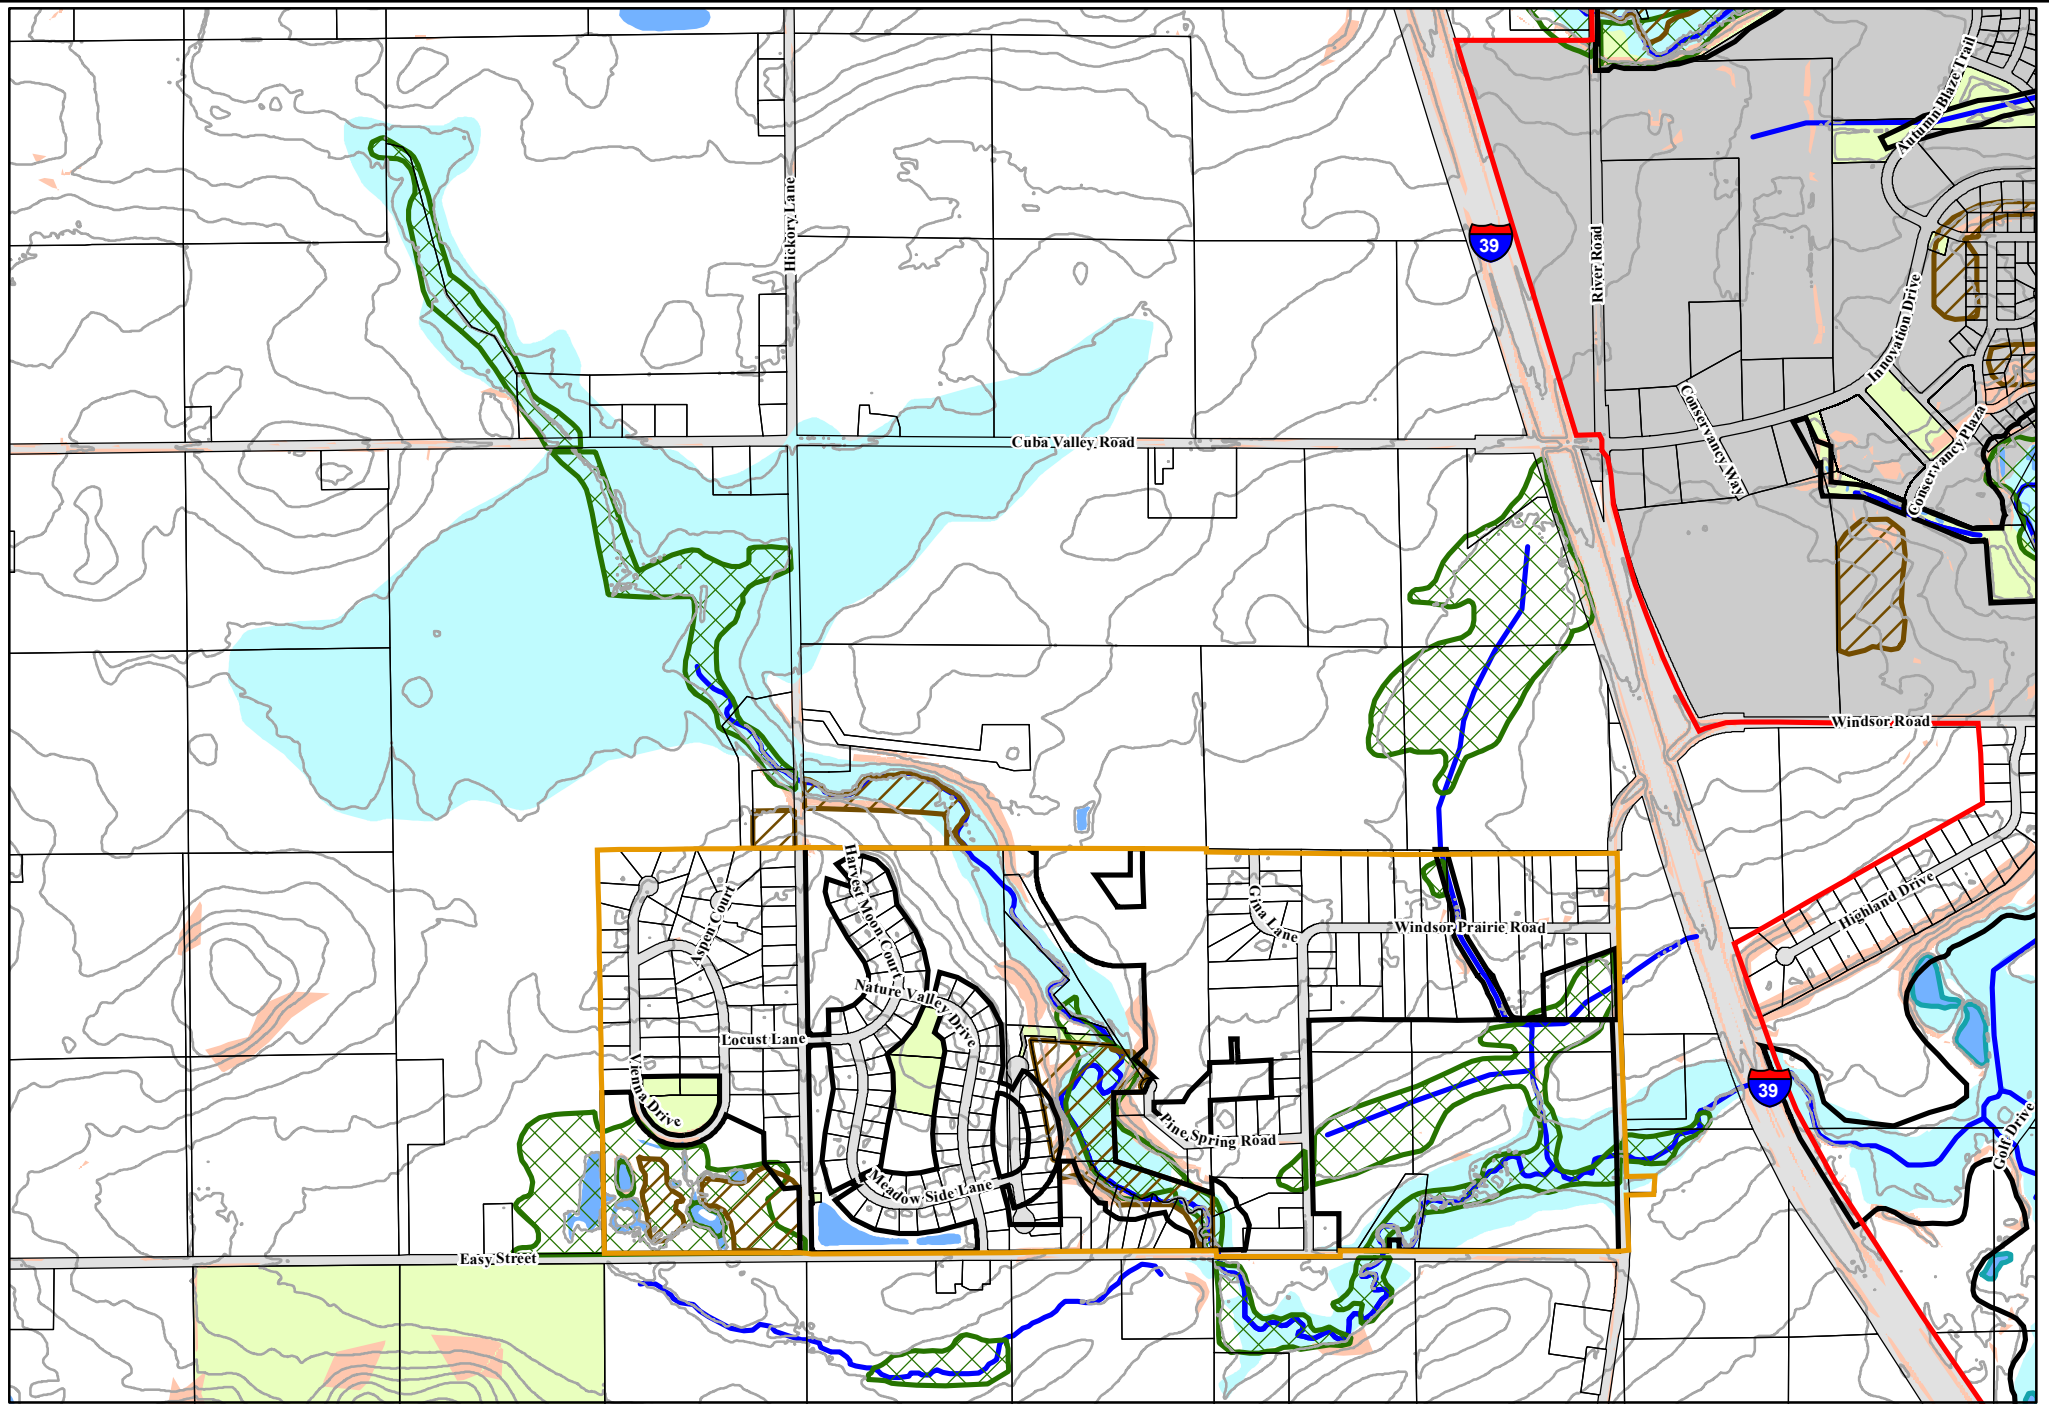 Autumn Blaze Trail
Hickory Lane
39
River Road
Innovation Drive
Conservancy Way
Cuba Valley Road
Conservancy Plaza
Windsor Road
Harvest Moon Court
Aspen Court
Gina Lane
Windsor Prairie Road
Highland Drive
Nature Valley Drive
Locust Lane
Vienna Drive
39
Pine Spring Road
Golf Drive
Meadow Side Lane
Easy Street